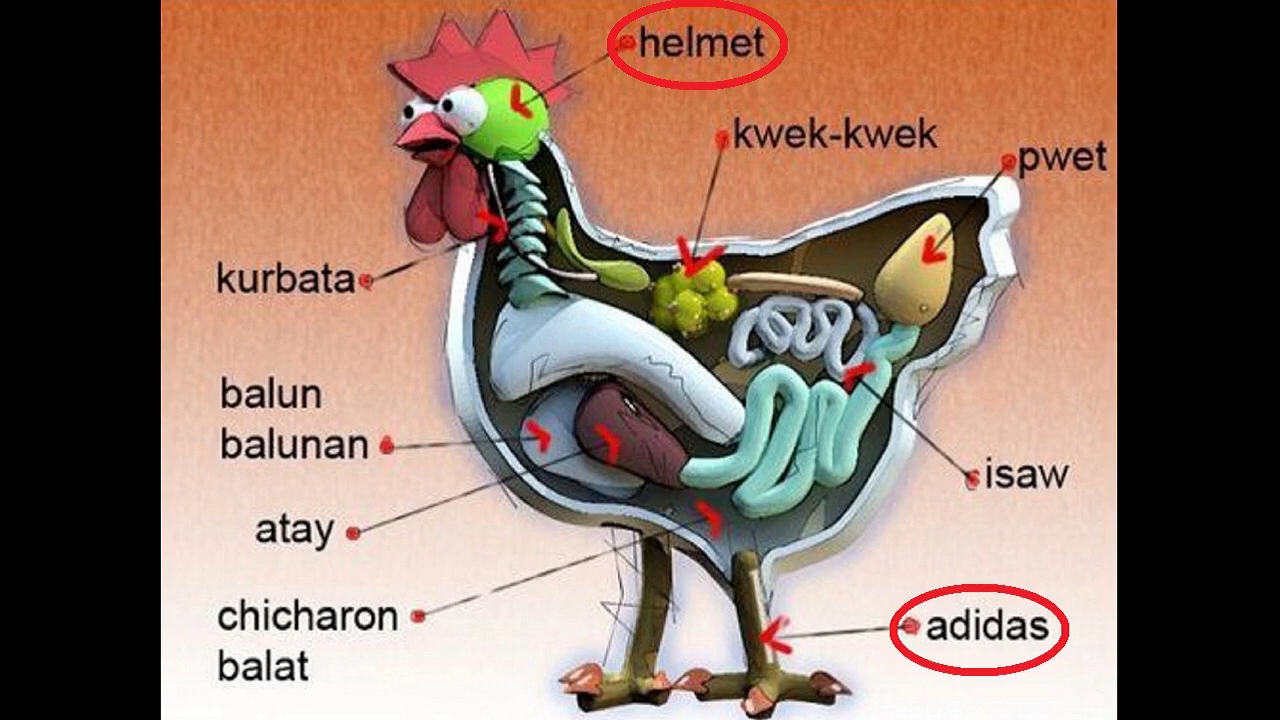 helmet
kwek-kwek
pwet
kurbata
balun
balunan
isaw
atay
chicharon
balat
adidas